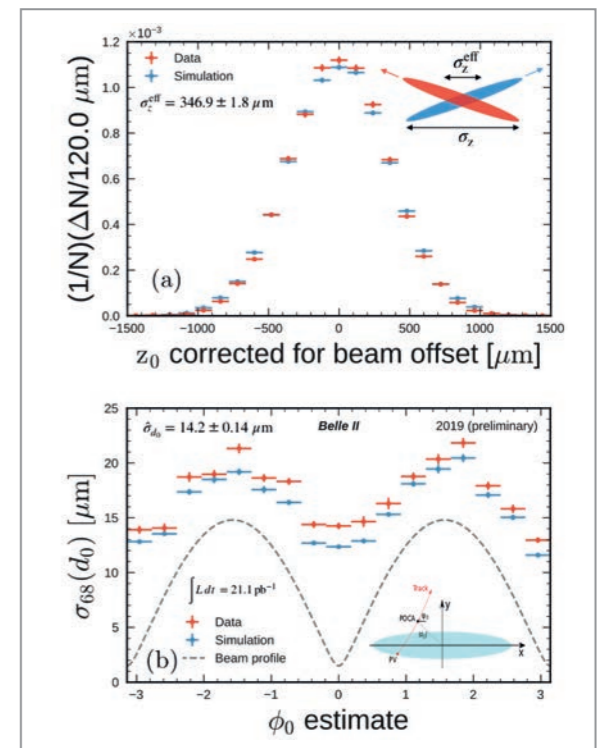 1e−3
1.2
1.0
0.8
0.6
0.4
0.2
0.0
(1/N)(ΔN/120.0 μm)
Data
Simulation
σ_z^eff = 346.9 ± 1.8 μm
σ_z^eff
σ_z
(a)
−1500 −1000 −500 0 500 1000 1500
z₀ corrected for beam offset [μm]
25
20
15
10
5
0
σ₆₈(d₀) [μm]
σ̂_d₀ = 14.2 ± 0.14 μm
Belle II
2019 (preliminary)
∫L dt = 21.1 pb⁻¹
Data
Simulation
Beam profile
(b)
Track
y
POCA
PV
x
-3 -2 -1 0 1 2 3
ϕ₀ estimate